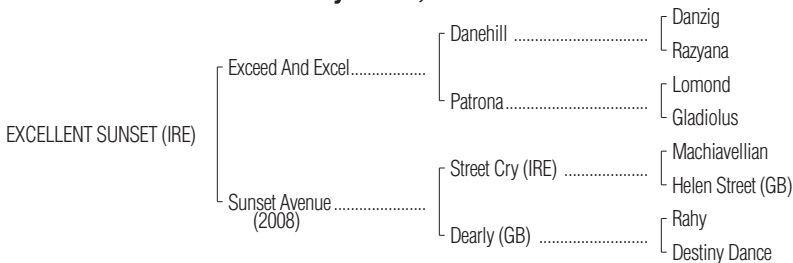 Danzig
Danehill ..........................................
Razyana
Exceed And Excel.......................
Lomond
Patrona............................................
Gladiolus
EXCELLENT SUNSET (IRE)
Machiavellian
Street Cry (IRE) .........................
Helen Street (GB)
Sunset Avenue ............................
(2008)
Rahy
Dearly (GB) .................................
Destiny Dance